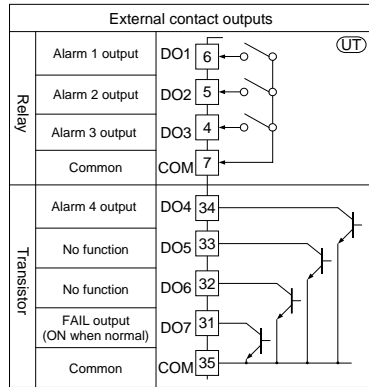 External contact outputs
UT
Relay
Alarm 1 output DO1 6
Alarm 2 output DO2 5
Alarm 3 output DO3 4
Common COM 7
Transistor
Alarm 4 output DO4 34
No function DO5 33
No function DO6 32
FAIL output
(ON when normal) DO7 31
Common COM 35